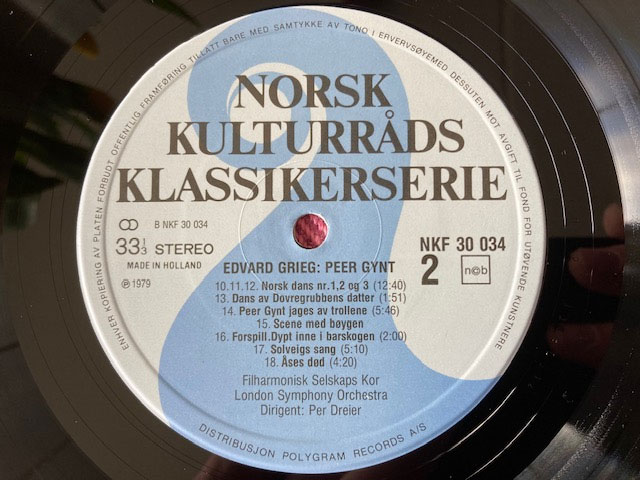 ENHVER KOPIERING AV PLATEN FORBUDT OFFENTLIG FRAMFØRING TILLATT BARE MED SAMTYKKE AV TONO I ERVERVSØYEMED DESSUTEN MOT AVGIFT TIL FOND FOR UTØVENDE KUNSTNERE
NORSK
KULTURRÅDS
KLASSIKERSERIE
B NKF 30 034
33 1/3 STEREO
MADE IN HOLLAND
℗ 1979
NKF 30 034
2
n©b
EDVARD GRIEG: PEER GYNT
10.11.12. Norsk dans nr.1,2 og 3 (12:40)
13. Dans av Dovregrubbens datter (1:51)
14. Peer Gynt jages av trollene (5:46)
15. Scene med bøygen
16. Forspill.Dypt inne i barskogen (2:00)
17. Solveigs sang (5:10)
18. Åses død (4:20)
Filharmonisk Selskaps Kor
London Symphony Orchestra
Dirigent: Per Dreier
DISTRIBUSJON POLYGRAM RECORDS A/S